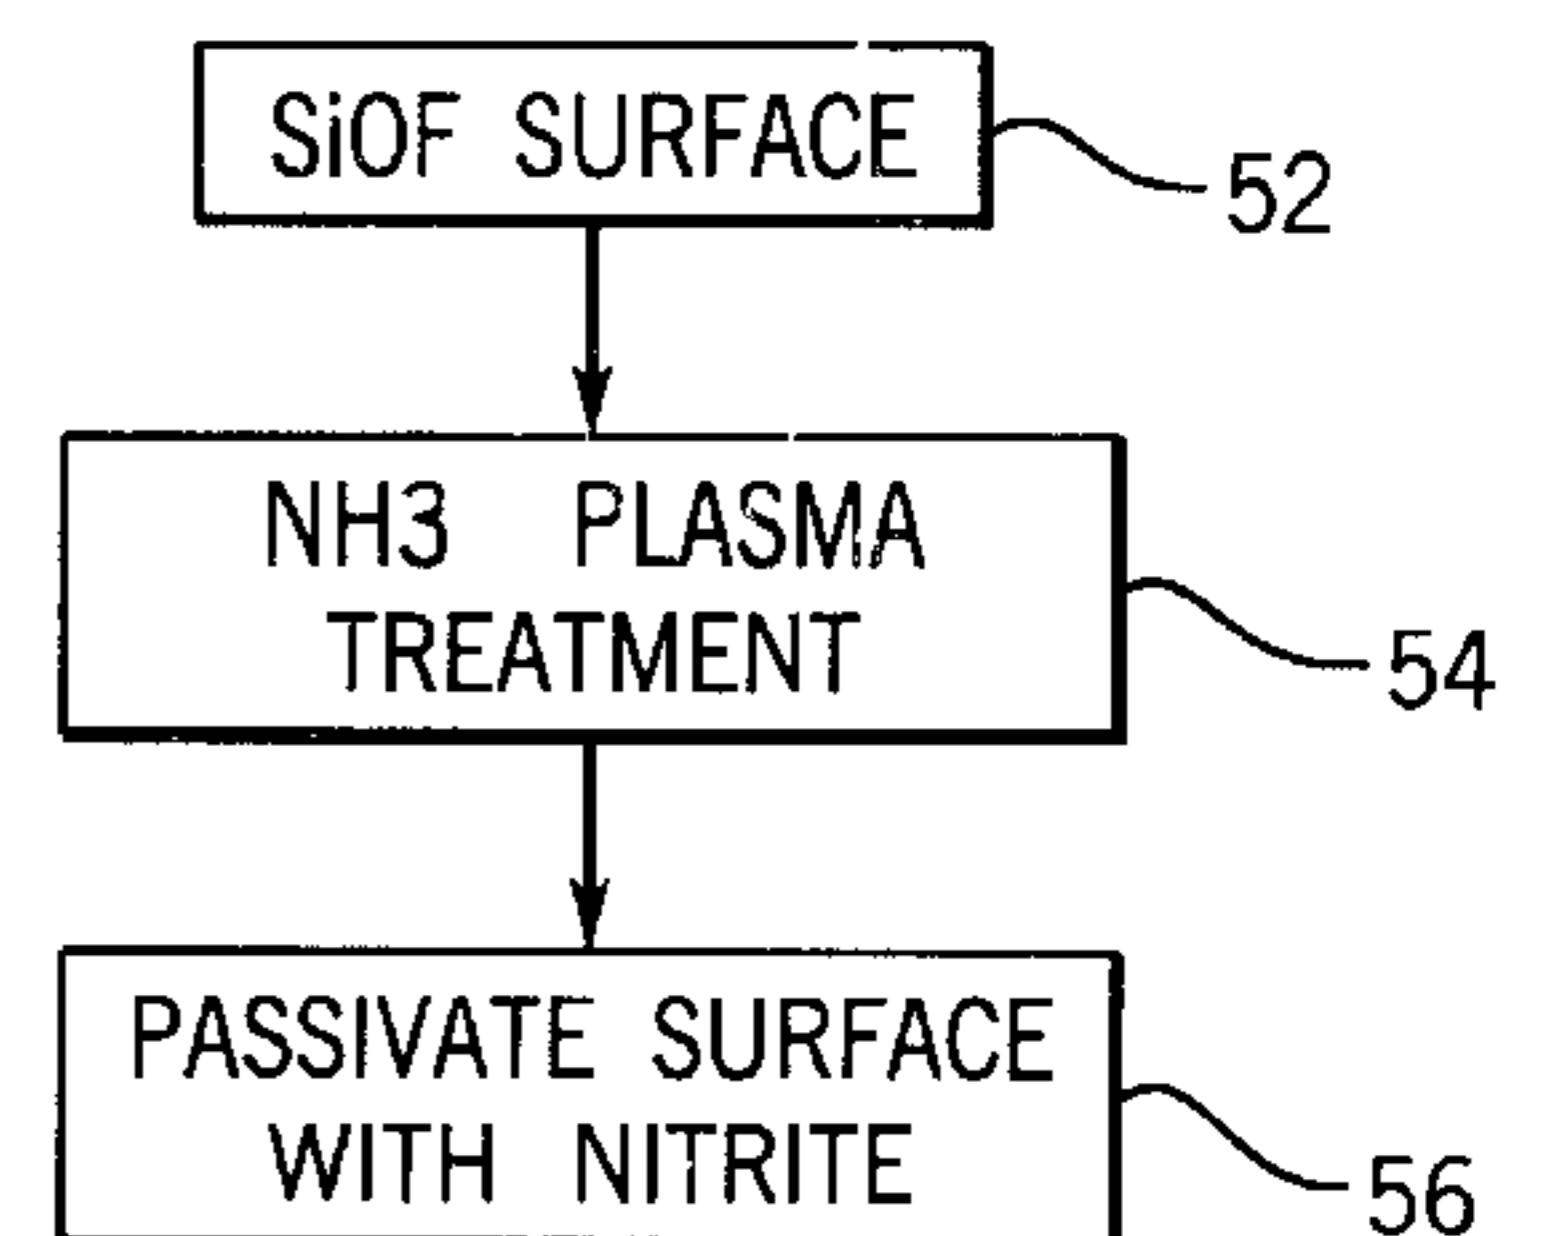 SiOF SURFACE
52
NH3 PLASMA
TREATMENT
54
PASSIVATE SURFACE
WITH NITRITE
56